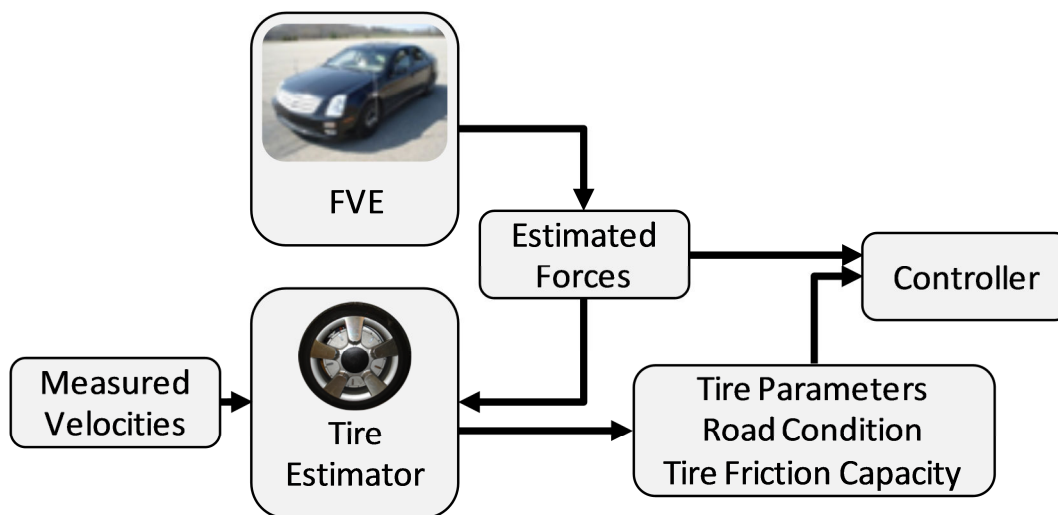 FVE
Estimated
Forces
Controller
Measured
Velocities
Tire
Estimator
Tire Parameters
Road Condition
Tire Friction Capacity